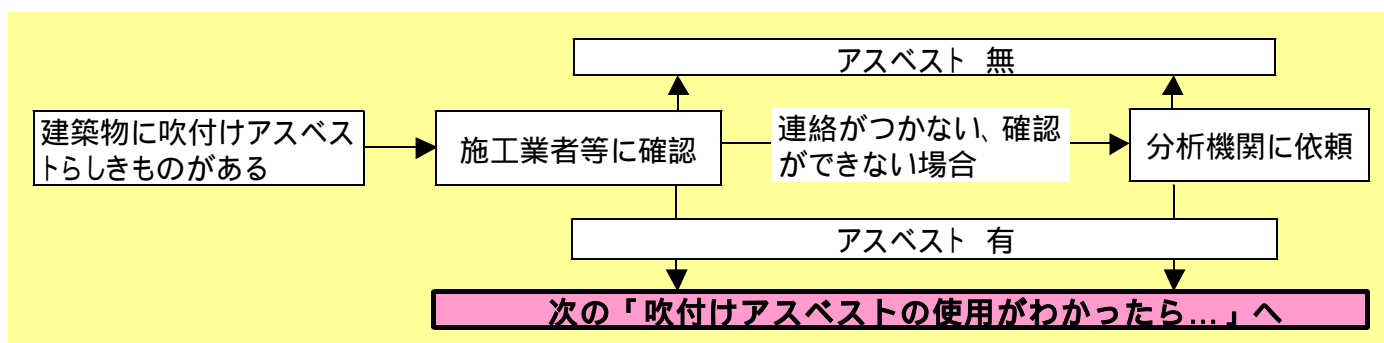 アスベスト 無
建築物に吹付けアスベス
トらしきものがある
施工業者等に確認
連絡がつかない、確認
ができない場合
分析機関に依頼
アスベスト 有
次の「吹付けアスベストの使用がわかったら…」へ